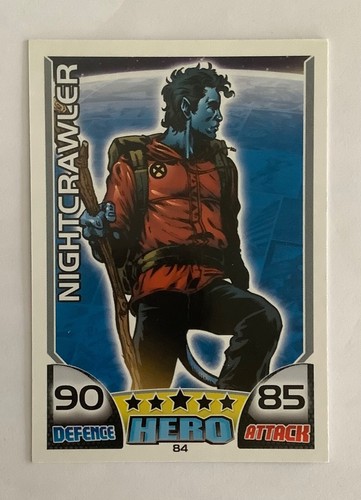 NIGHTCRAWLER
90
85
DEFENCE
HERO
ATTACK
84